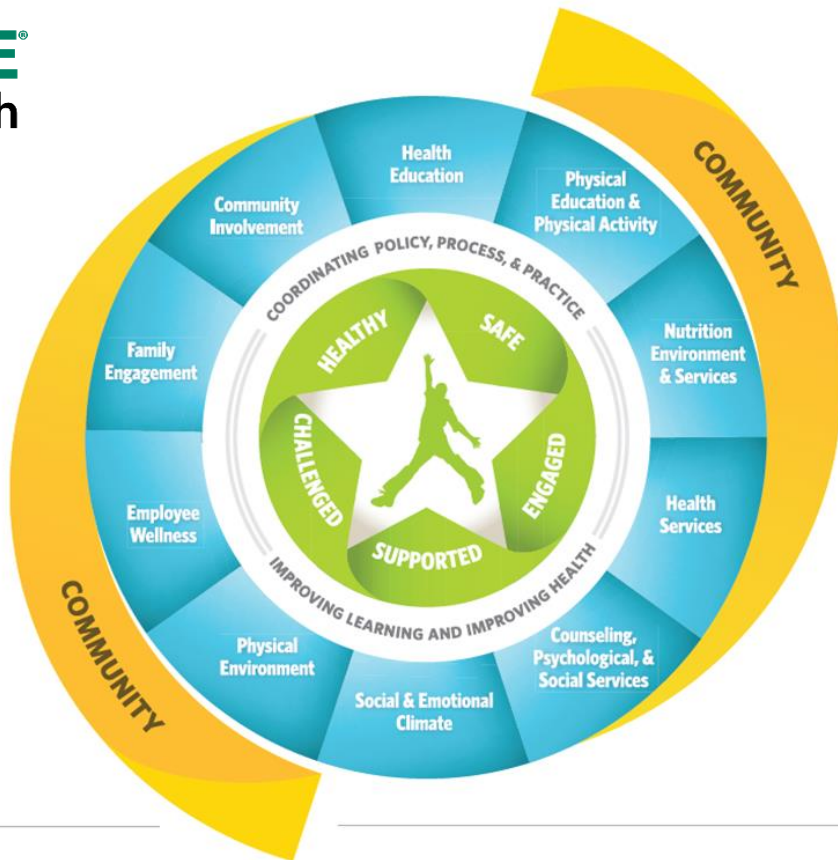 E®
h
COMMUNITY
Health
Education
Physical
Education &
Physical Activity
Nutrition
Environment
& Services
Health
Services
Counseling,
Psychological, &
Social Services
Social & Emotional
Climate
Physical
Environment
Employee
Wellness
Family
Engagement
Community
Involvement
COORDINATING POLICY, PROCESS, & PRACTICE
IMPROVING LEARNING AND IMPROVING HEALTH
HEALTHY
SAFE
ENGAGED
SUPPORTED
CHALLENGED
COMMUNITY